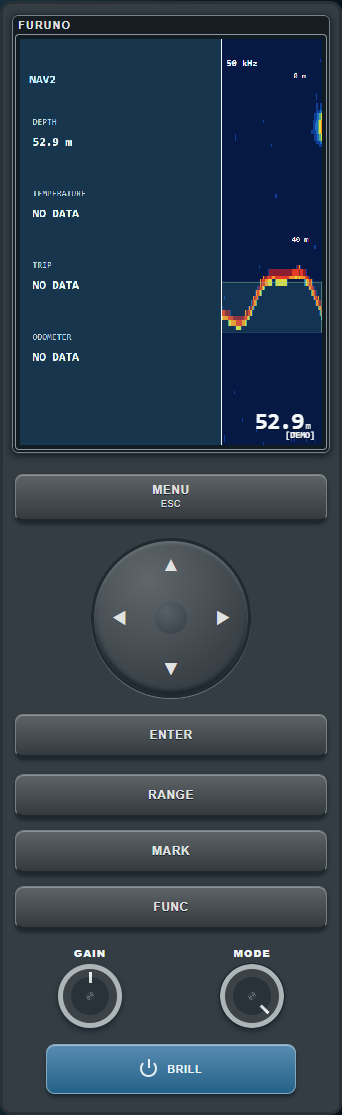 FURUNO
NAV2
DEPTH
52.9 m
TEMPERATURE
NO DATA
TRIP
NO DATA
ODOMETER
NO DATA
50 kHz
0 m
40 m
52.9m
[DEMO]
MENU
ESC
ENTER
RANGE
MARK
FUNC
GAIN
MODE
BRILL